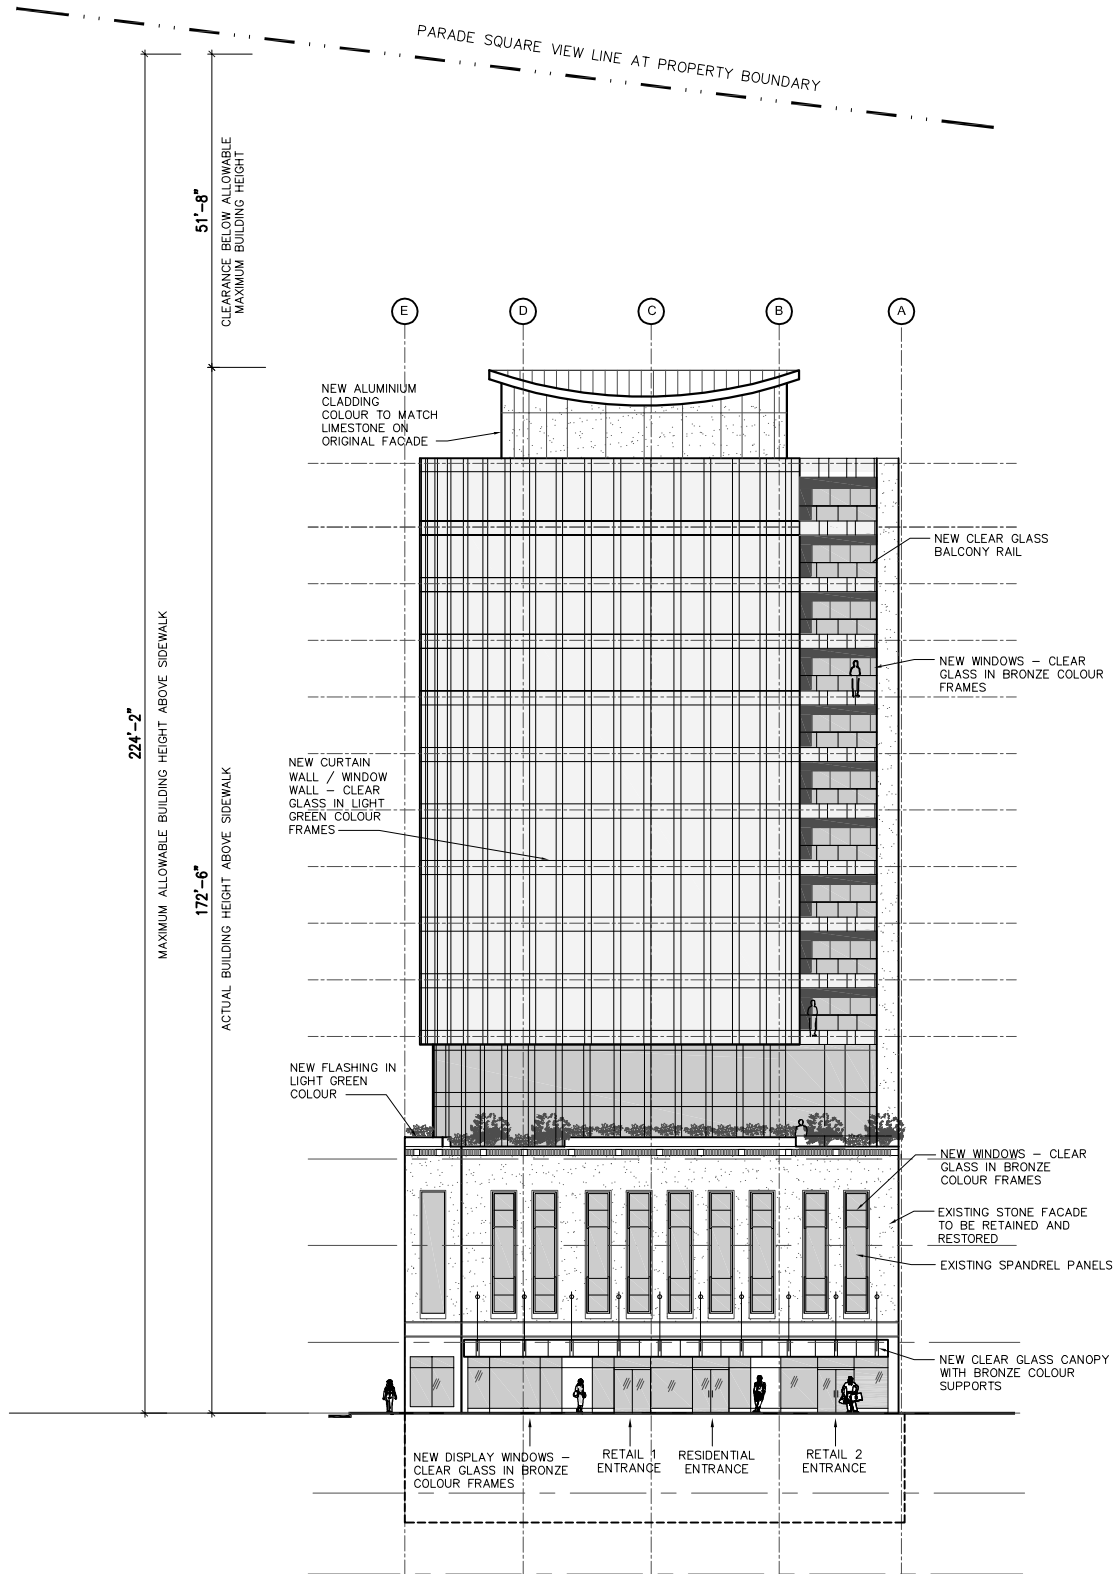 PARADE SQUARE VIEW LINE AT PROPERTY BOUNDARY
51'-8"
CLEARANCE BELOW ALLOWABLE
MAXIMUM BUILDING HEIGHT
E
D
C
B
A
NEW ALUMINIUM
CLADDING
COLOUR TO MATCH
LIMESTONE ON
ORIGINAL FACADE
NEW CLEAR GLASS
BALCONY RAIL
NEW WINDOWS – CLEAR
GLASS IN BRONZE COLOUR
FRAMES
224'-2"
MAXIMUM ALLOWABLE BUILDING HEIGHT ABOVE SIDEWALK
172'-6"
ACTUAL BUILDING HEIGHT ABOVE SIDEWALK
NEW CURTAIN
WALL / WINDOW
WALL – CLEAR
GLASS IN LIGHT
GREEN COLOUR
FRAMES
NEW FLASHING IN
LIGHT GREEN
COLOUR
NEW WINDOWS – CLEAR
GLASS IN BRONZE
COLOUR FRAMES
EXISTING STONE FACADE
TO BE RETAINED AND
RESTORED
EXISTING SPANDREL PANELS
NEW CLEAR GLASS CANOPY
WITH BRONZE COLOUR
SUPPORTS
NEW DISPLAY WINDOWS –
CLEAR GLASS IN BRONZE
COLOUR FRAMES
RETAIL 1
ENTRANCE
RESIDENTIAL
ENTRANCE
RETAIL 2
ENTRANCE